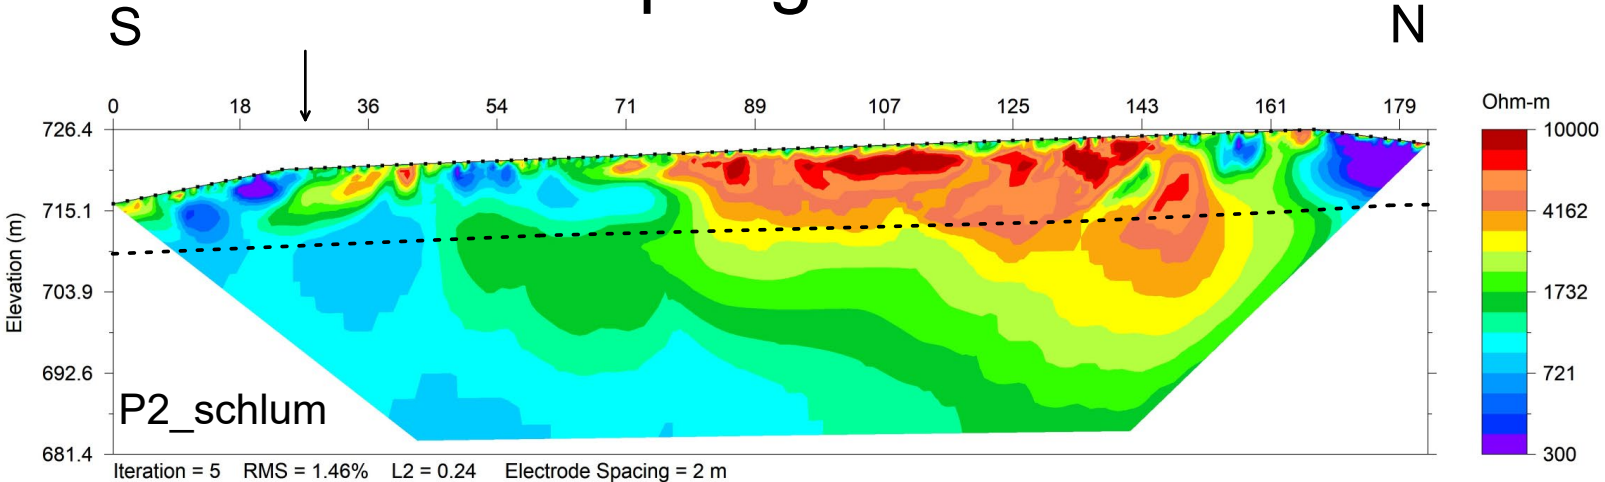 S N
0 18 36 54 71 89 107 125 143 161 179
Ohm-m
726.4
715.1
703.9
692.6
681.4
Elevation (m)
10000
4162
1732
721
300
P2_schlum
Iteration = 5 RMS = 1.46% L2 = 0.24 Electrode Spacing = 2 m